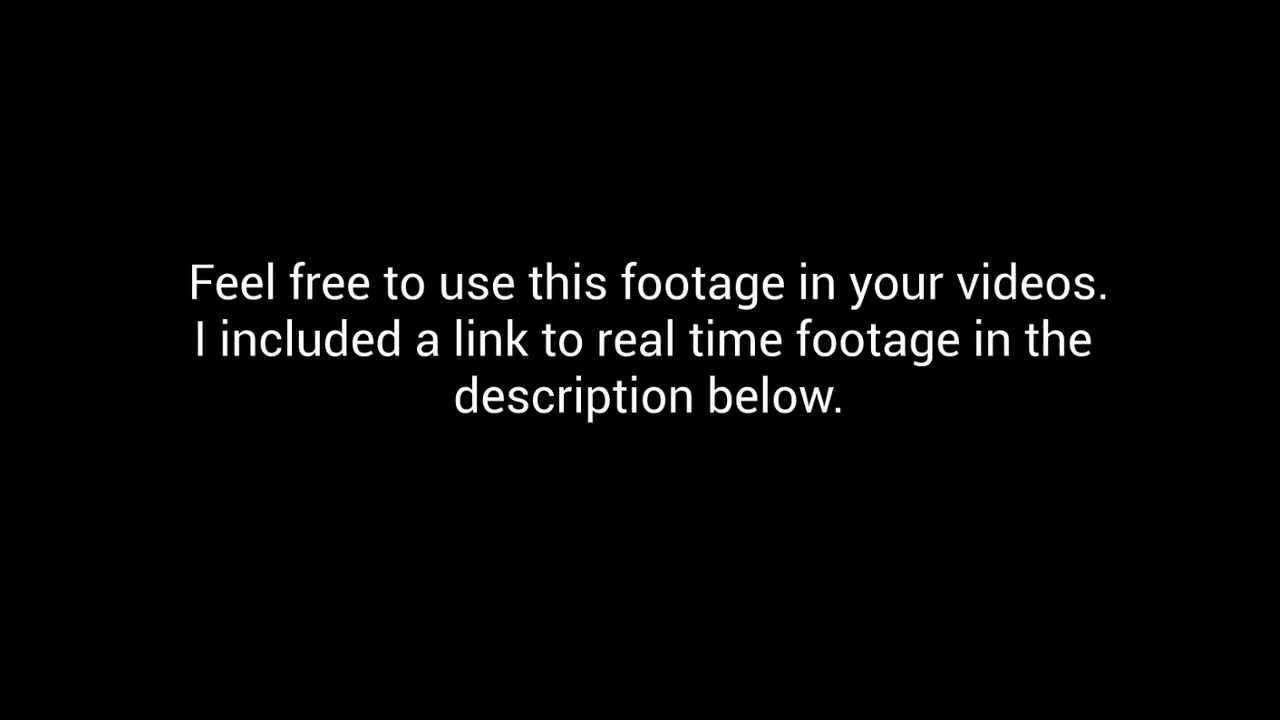 Feel free to use this footage in your videos.
I included a link to real time footage in the
description below.